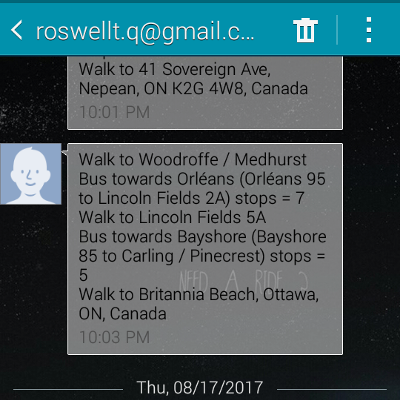 roswellt.q@gmail.c...
Walk to 41 Sovereign Ave,
Nepean, ON K2G 4W8, Canada
10:01 PM
Walk to Woodroffe / Medhurst
Bus towards Orléans (Orléans 95
to Lincoln Fields 2A) stops = 7
Walk to Lincoln Fields 5A
Bus towards Bayshore (Bayshore
85 to Carling / Pinecrest) stops =
5
NEED A RIDE ?
Walk to Britannia Beach, Ottawa,
ON, Canada
10:03 PM
Thu, 08/17/2017